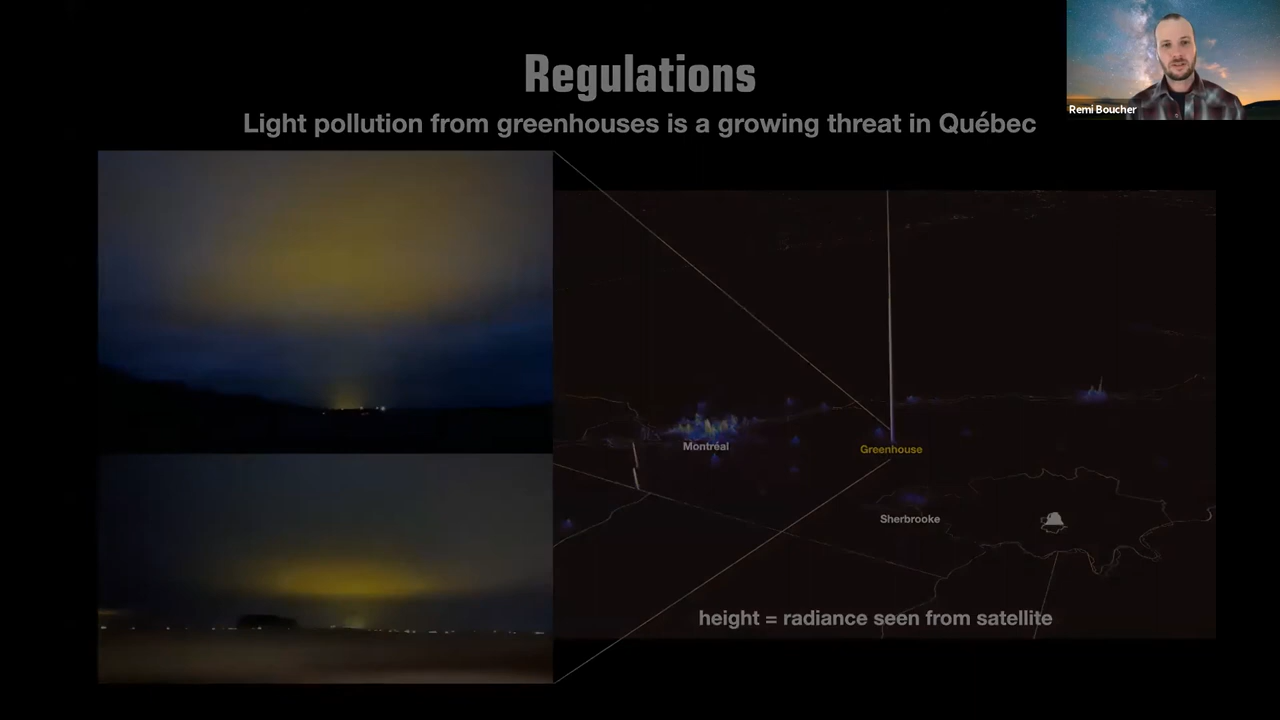 Regulations
Light pollution from greenhouses is a growing threat in Québec
Remi Boucher
Montréal
Greenhouse
Sherbrooke
height = radiance seen from satellite